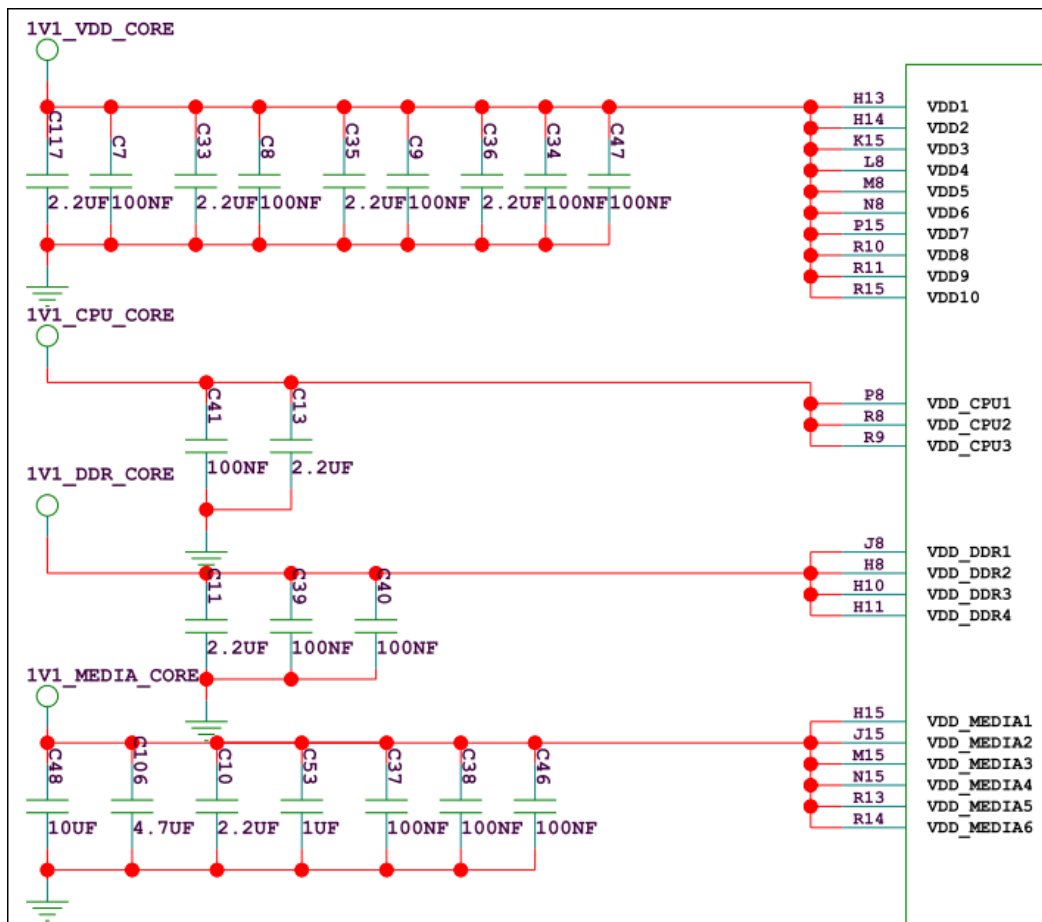 1V1_VDD_CORE
C117 C7 C33 C8 C35 C9 C36 C34 C47
2.2UF 100NF 2.2UF 100NF 2.2UF 100NF 2.2UF 100NF 100NF
H13 VDD1
H14 VDD2
K15 VDD3
L8 VDD4
M8 VDD5
N8 VDD6
P15 VDD7
R10 VDD8
R11 VDD9
R15 VDD10
1V1_CPU_CORE
C41 C13
100NF 2.2UF
P8 VDD_CPU1
R8 VDD_CPU2
R9 VDD_CPU3
1V1_DDR_CORE
C11 C39 C40
2.2UF 100NF 100NF
J8 VDD_DDR1
H8 VDD_DDR2
H10 VDD_DDR3
H11 VDD_DDR4
1V1_MEDIA_CORE
C48 C106 C10 C53 C37 C38 C46
10UF 4.7UF 2.2UF 1UF 100NF 100NF 100NF
H15 VDD_MEDIA1
J15 VDD_MEDIA2
M15 VDD_MEDIA3
N15 VDD_MEDIA4
R13 VDD_MEDIA5
R14 VDD_MEDIA6